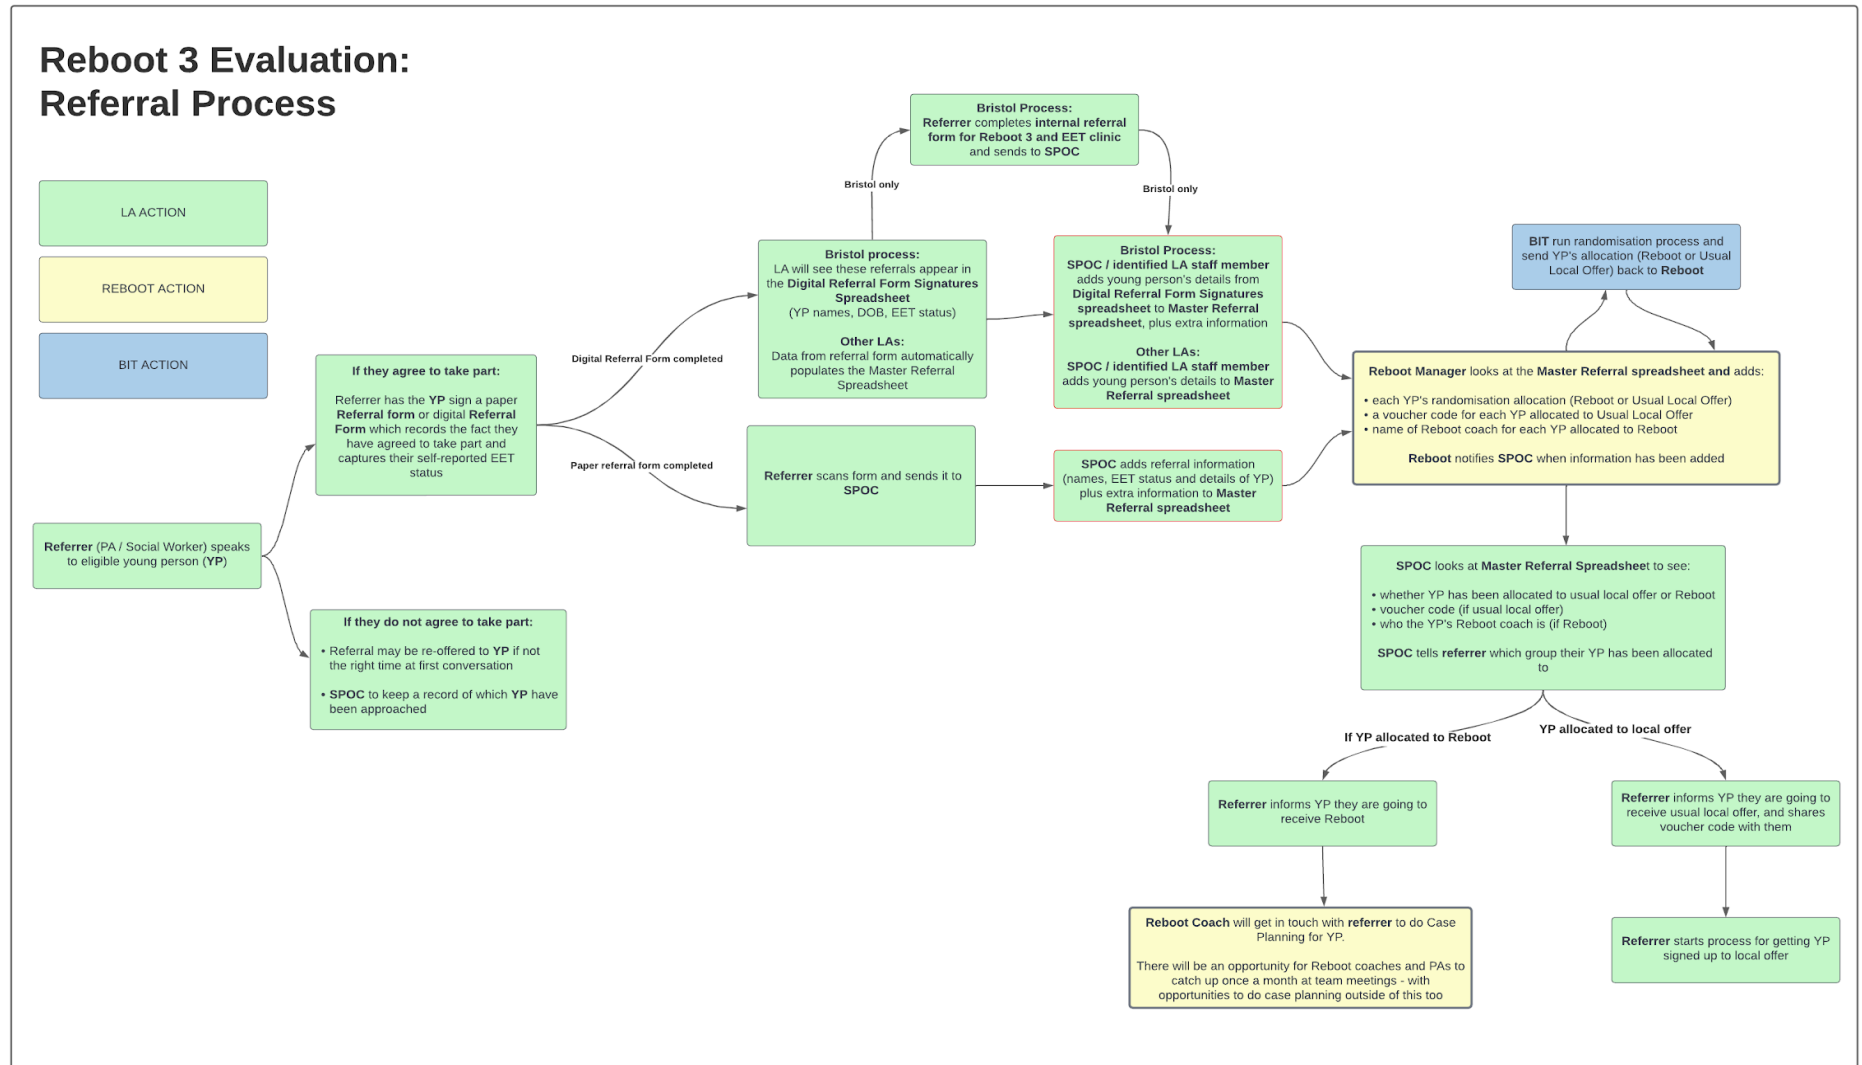 Reboot 3 Evaluation:
Referral Process
LA ACTION
REBOOT ACTION
BIT ACTION
Referrer (PA / Social Worker) speaks
to eligible young person (YP)
If they agree to take part:
Referrer has the YP sign a paper
Referral form or digital Referral
Form which records the fact they
have agreed to take part and
captures their self-reported EET
status
If they do not agree to take part:
• Referral may be re-offered to YP if not
the right time at first conversation
• SPOC to keep a record of which YP have
been approached
Digital Referral Form completed
Paper referral form completed
Bristol process:
LA will see these referrals appear in
the Digital Referral Form Signatures
Spreadsheet
(YP names, DOB, EET status)
Other LAs:
Data from referral form automatically
populates the Master Referral
Spreadsheet
Bristol only
Bristol Process:
Referrer completes internal referral
form for Reboot 3 and EET clinic
and sends to SPOC
Bristol only
Bristol Process:
SPOC / identified LA staff member
adds young person's details from
Digital Referral Form Signatures
spreadsheet to Master Referral
spreadsheet, plus extra information
Other LAs:
SPOC / identified LA staff member
adds young person's details to Master
Referral spreadsheet
Referrer scans form and sends it to
SPOC
SPOC adds referral information
(names, EET status and details of YP)
plus extra information to Master
Referral spreadsheet
BIT run randomisation process and
send YP's allocation (Reboot or Usual
Local Offer) back to Reboot
Reboot Manager looks at the Master Referral spreadsheet and adds:
• each YP's randomisation allocation (Reboot or Usual Local Offer)
• a voucher code for each YP allocated to Usual Local Offer
• name of Reboot coach for each YP allocated to Reboot
Reboot notifies SPOC when information has been added
SPOC looks at Master Referral Spreadsheet to see:
• whether YP has been allocated to usual local offer or Reboot
• voucher code (if usual local offer)
• who the YP's Reboot coach is (if Reboot)
SPOC tells referrer which group their YP has been allocated
to
If YP allocated to Reboot
YP allocated to local offer
Referrer informs YP they are going to
receive Reboot
Referrer informs YP they are going to
receive usual local offer, and shares
voucher code with them
Reboot Coach will get in touch with referrer to do Case
Planning for YP.
There will be an opportunity for Reboot coaches and PAs to
catch up once a month at team meetings - with
opportunities to do case planning outside of this too
Referrer starts process for getting YP
signed up to local offer